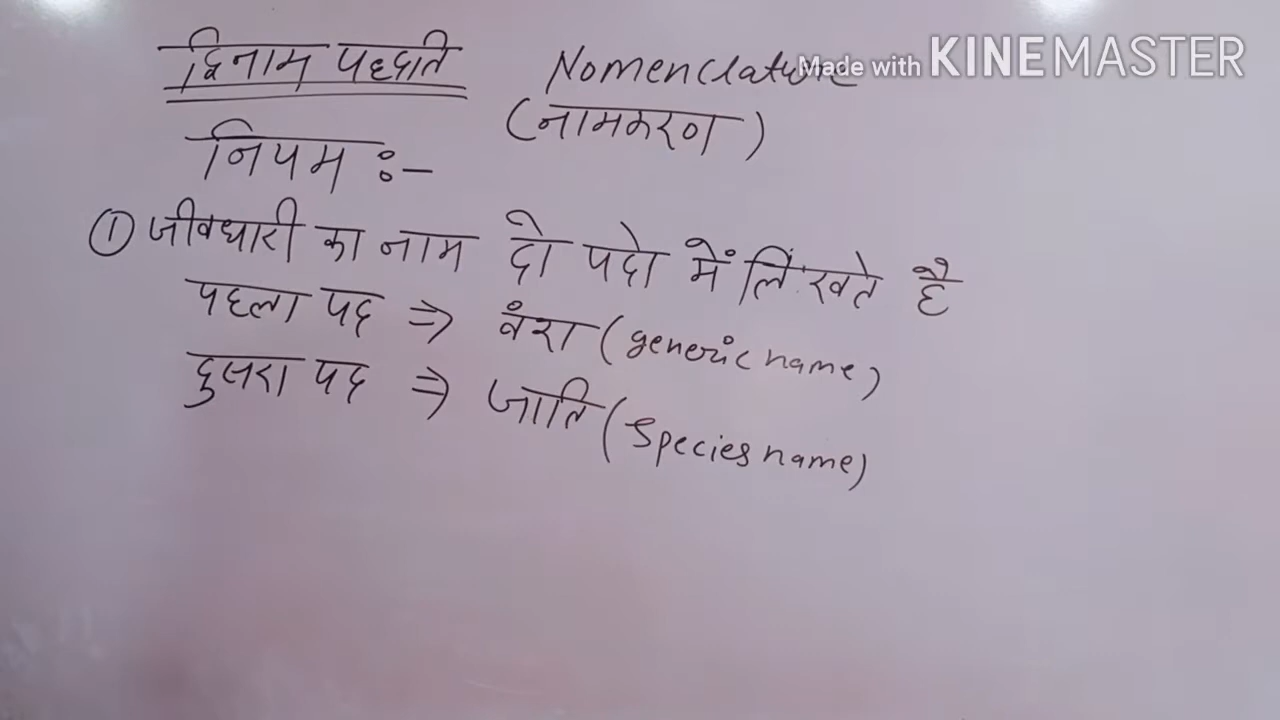 द्विनाम पद्दति Nomenclature
Made with KINEMASTER
(नामकरण)
नियम :-
① जीवधारी का नाम दो पदो में लिखते है
पहला पद ⇒ वंश (generic name)
दुसरा पद ⇒ जाति (Species name)